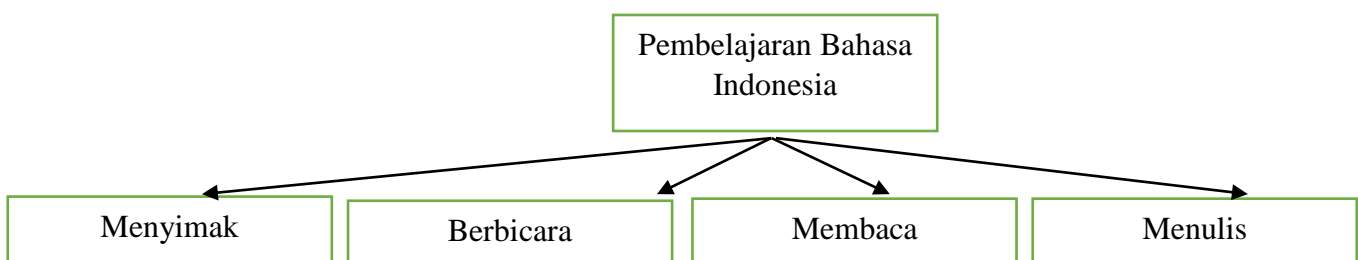 Pembelajaran Bahasa
Indonesia
Menyimak
Berbicara
Membaca
Menulis